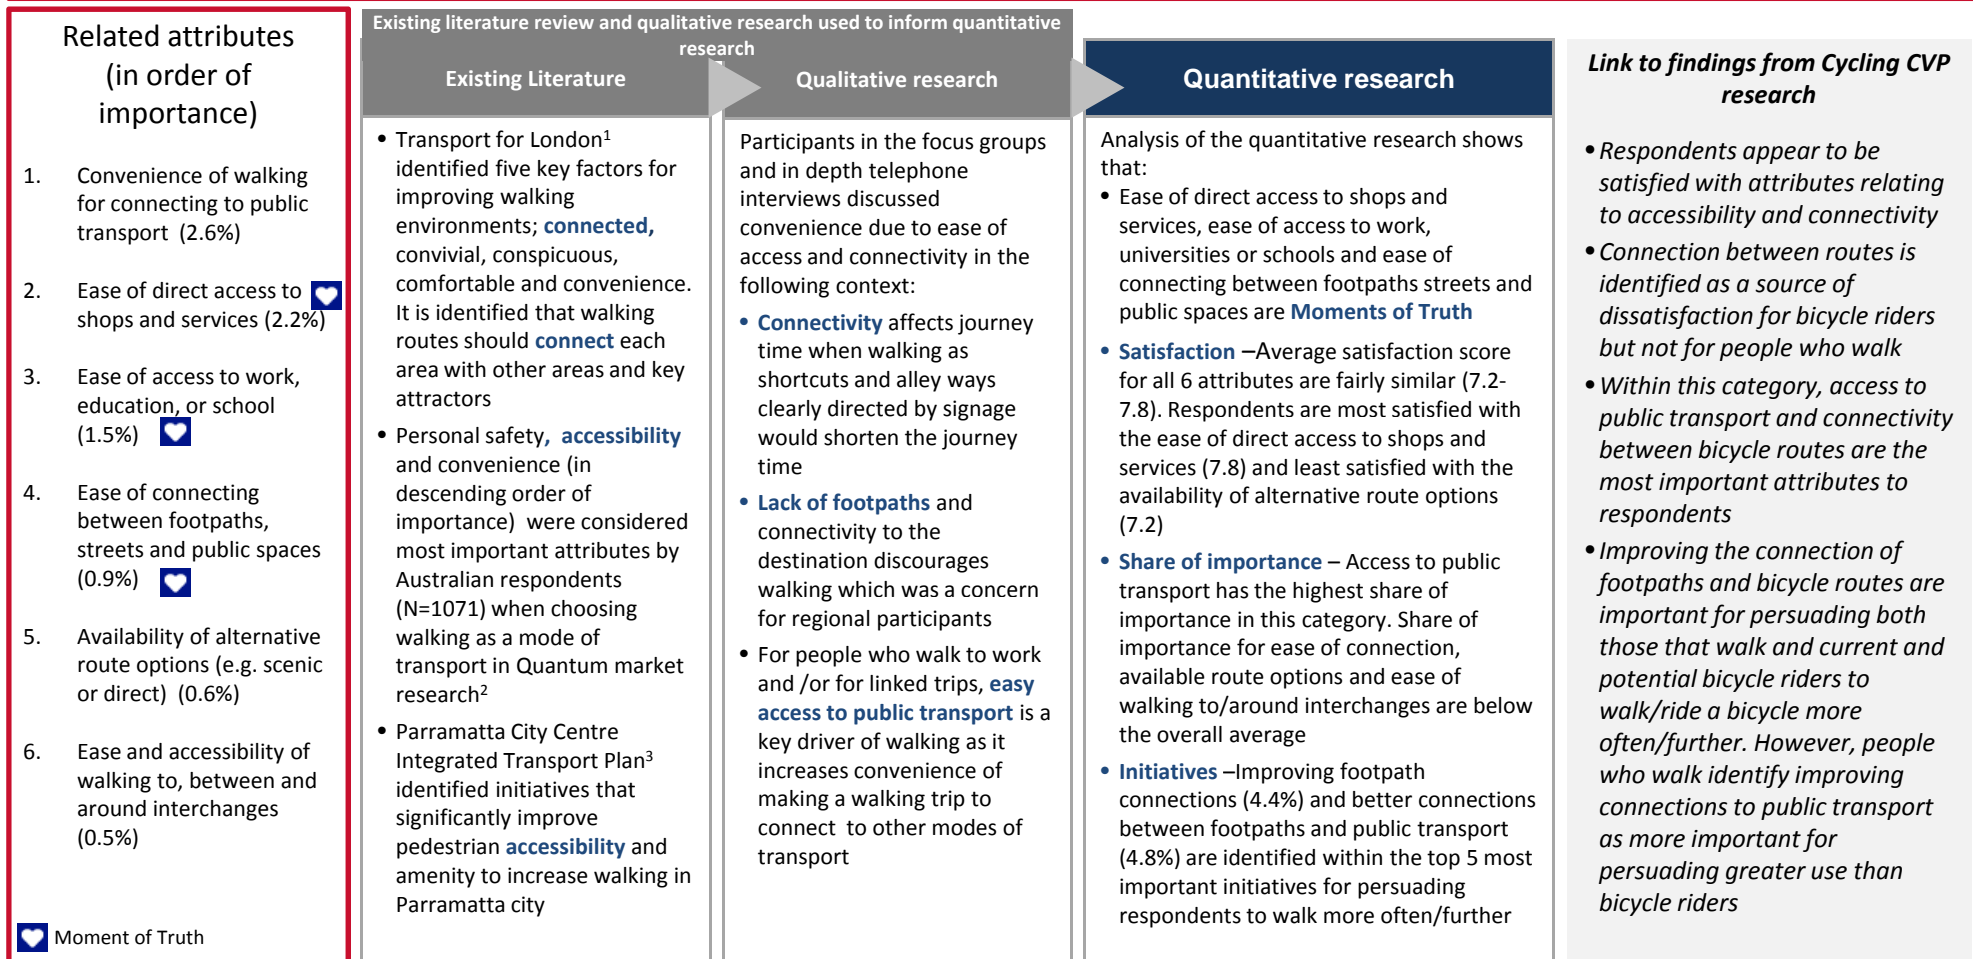 Related attributes
(in order of
importance)
1. Convenience of walking
for connecting to public
transport (2.6%)
2. Ease of direct access to
shops and services (2.2%)
3. Ease of access to work,
education, or school
(1.5%)
4. Ease of connecting
between footpaths,
streets and public spaces
(0.9%)
5. Availability of alternative
route options (e.g. scenic
or direct) (0.6%)
6. Ease and accessibility of
walking to, between and
around interchanges
(0.5%)
Moment of Truth
Existing literature review and qualitative research used to inform quantitative
research
Existing Literature
• Transport for London1
identified five key factors for
improving walking
environments; connected,
convivial, conspicuous,
comfortable and convenience.
It is identified that walking
routes should connect each
area with other areas and key
attractors
• Personal safety, accessibility
and convenience (in
descending order of
importance) were considered
most important attributes by
Australian respondents
(N=1071) when choosing
walking as a mode of
transport in Quantum market
research2
• Parramatta City Centre
Integrated Transport Plan3
identified initiatives that
significantly improve
pedestrian accessibility and
amenity to increase walking in
Parramatta city
Qualitative research
Participants in the focus groups
and in depth telephone
interviews discussed
convenience due to ease of
access and connectivity in the
following context:
• Connectivity affects journey
time when walking as
shortcuts and alley ways
clearly directed by signage
would shorten the journey
time
• Lack of footpaths and
connectivity to the
destination discourages
walking which was a concern
for regional participants
• For people who walk to work
and /or for linked trips, easy
access to public transport is a
key driver of walking as it
increases convenience of
making a walking trip to
connect to other modes of
transport
Quantitative research
Analysis of the quantitative research shows
that:
• Ease of direct access to shops and
services, ease of access to work,
universities or schools and ease of
connecting between footpaths streets and
public spaces are Moments of Truth
• Satisfaction –Average satisfaction score
for all 6 attributes are fairly similar (7.2-
7.8). Respondents are most satisfied with
the ease of direct access to shops and
services (7.8) and least satisfied with the
availability of alternative route options
(7.2)
• Share of importance – Access to public
transport has the highest share of
importance in this category. Share of
importance for ease of connection,
available route options and ease of
walking to/around interchanges are below
the overall average
• Initiatives –Improving footpath
connections (4.4%) and better connections
between footpaths and public transport
(4.8%) are identified within the top 5 most
important initiatives for persuading
respondents to walk more often/further
Link to findings from Cycling CVP
research
• Respondents appear to be
satisfied with attributes relating
to accessibility and connectivity
• Connection between routes is
identified as a source of
dissatisfaction for bicycle riders
but not for people who walk
• Within this category, access to
public transport and connectivity
between bicycle routes are the
most important attributes to
respondents
• Improving the connection of
footpaths and bicycle routes are
important for persuading both
those that walk and current and
potential bicycle riders to
walk/ride a bicycle more
often/further. However, people
who walk identify improving
connections to public transport
as more important for
persuading greater use than
bicycle riders